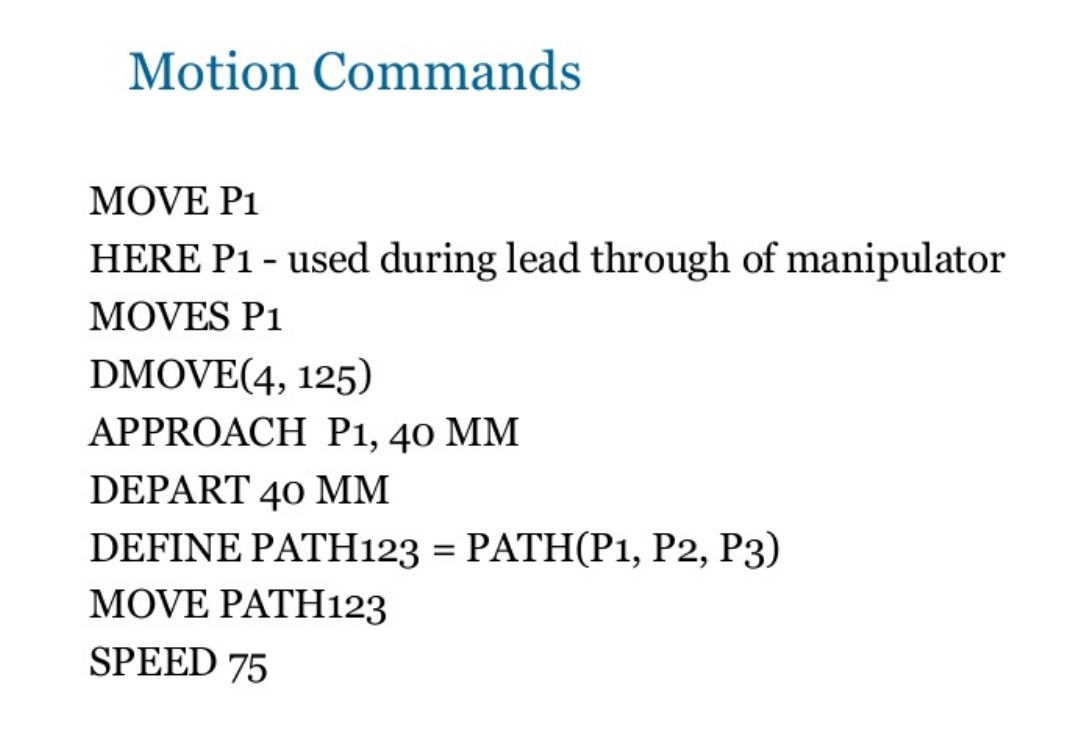 Motion Commands
MOVE P1
HERE P1 - used during lead through of manipulator
MOVES P1
DMOVE(4, 125)
APPROACH  P1, 40 MM
DEPART 40 MM
DEFINE PATH123 = PATH(P1, P2, P3)
MOVE PATH123
SPEED 75